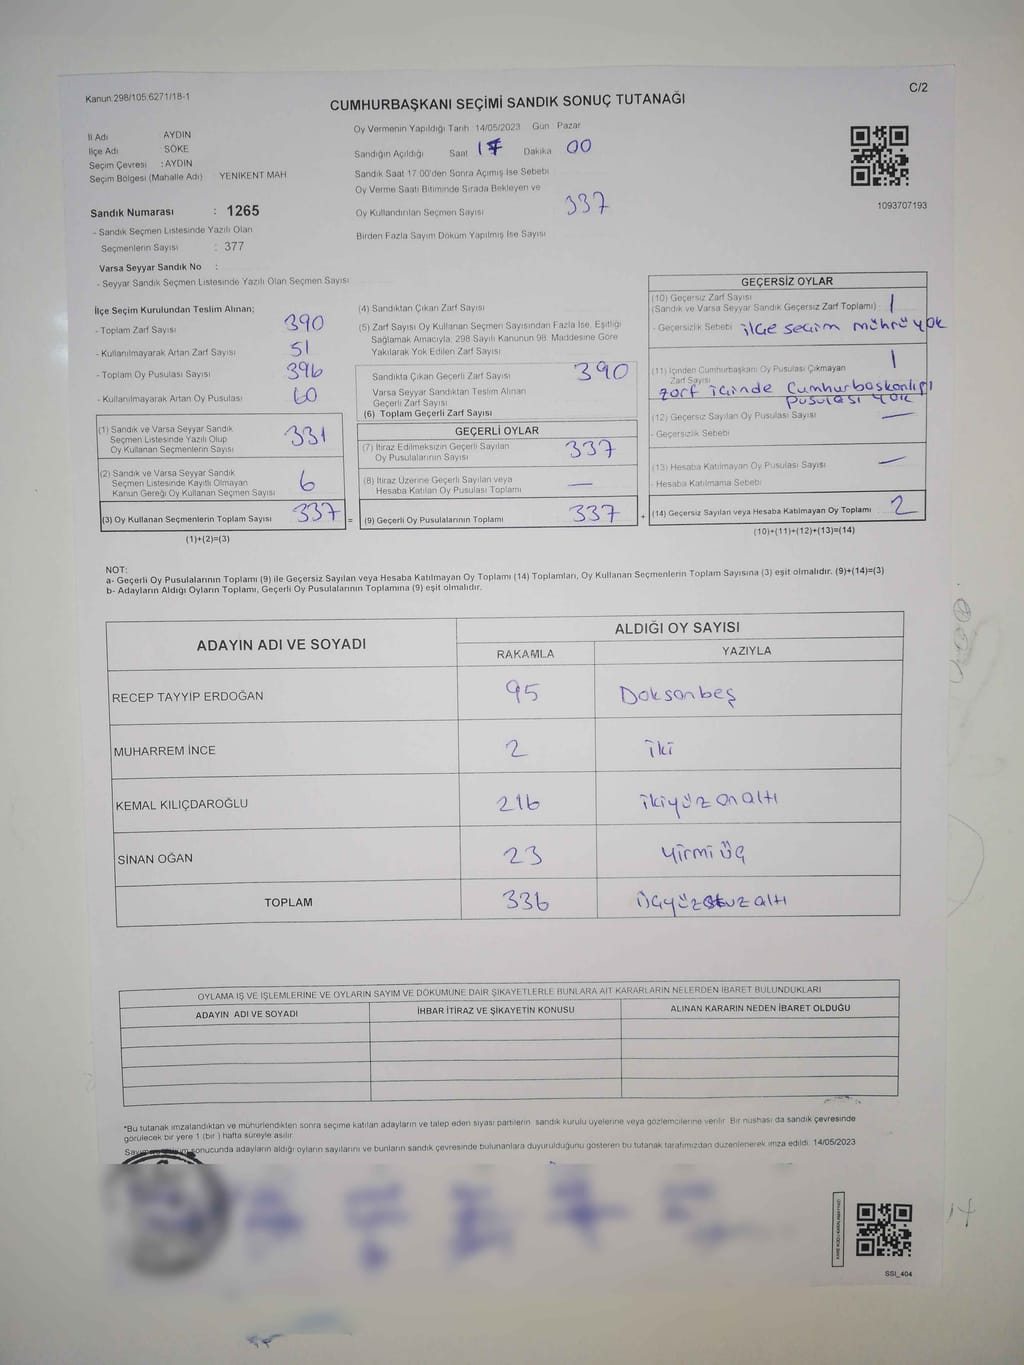 Kanun:298/105;6271/18-1
C/2
CUMHURBAŞKANI SEÇİMİ SANDIK SONUÇ TUTANAĞI
İl Adı AYDIN
İlçe Adı SÖKE
Seçim Çevresi : AYDIN
Seçim Bölgesi (Mahalle Adı) YENIKENT MAH
Sandık Numarası : 1265
- Sandık Seçmen Listesinde Yazılı Olan
Seçmenlerin Sayısı : 377
Varsa Seyyar Sandık No :
- Seyyar Sandık Seçmen Listesinde Yazılı Olan Seçmen Sayısı
Oy Vermenin Yapıldığı Tarih 14/05/2023 Gün Pazar
Sandığın Açıldığı Saat 17 Dakika 00
Sandık Saat 17:00'den Sonra Açımış İse Sebebi
Oy Verme Saati Bitiminde Sırada Bekleyen ve
Oy Kullandırılan Seçmen Sayısı 337
Birden Fazla Sayım Döküm Yapılmış İse Sayısı
1093707193
İlçe Seçim Kurulundan Teslim Alınan;
- Toplam Zarf Sayısı 390
- Kullanılmayarak Artan Zarf Sayısı 51
- Toplam Oy Pusulası Sayısı 396
- Kullanılmayarak Artan Oy Pusulası 60
(1) Sandık ve Varsa Seyyar Sandık
Seçmen Listesinde Yazılı Olup
Oy Kullanan Seçmenlerin Sayısı 331
(2) Sandık ve Varsa Seyyar Sandık
Seçmen Listesinde Kayıtlı Olmayan
Kanun Gereği Oy Kullanan Seçmen Sayısı 6
(3) Oy Kullanan Seçmenlerin Toplam Sayısı 337 =
(1)+(2)=(3)
(4) Sandıktan Çıkan Zarf Sayısı
(5) Zarf Sayısı Oy Kullanan Seçmen Sayısından Fazla İse, Eşitliği
Sağlamak Amacıyla, 298 Sayılı Kanunun 98. Maddesine Göre
Yakılarak Yok Edilen Zarf Sayısı
Sandıkta Çıkan Geçerli Zarf Sayısı 390
Varsa Seyyar Sandıktan Teslim Alınan
Geçerli Zarf Sayısı
(6) Toplam Geçerli Zarf Sayısı
GEÇERLİ OYLAR
(7) İtiraz Edilmeksizin Geçerli Sayılan
Oy Pusulalarının Sayısı 337
(8) İtiraz Üzerine Geçerli Sayılan veya
Hesaba Katılan Oy Pusulası Toplamı —
(9) Geçerli Oy Pusulalarının Toplamı 337 +
GEÇERSİZ OYLAR
(10) Geçersiz Zarf Sayısı
(Sandık ve Varsa Seyyar Sandık Geçersiz Zarf Toplamı) 1
- Geçersizlik Sebebi ilçe seçim mührü yok
(11) İçinden Cumhurbaşkanı Oy Pusulası Çıkmayan
Zarf Sayısı 1
zarf içinde Cumhurbaskanlığı
pusulası yok
(12) Geçersiz Sayılan Oy Pusulası Sayısı —
- Geçersizlik Sebebi
(13) Hesaba Katılmayan Oy Pusulası Sayısı —
- Hesaba Katılmama Sebebi
(14) Geçersiz Sayılan veya Hesaba Katılmayan Oy Toplamı 2
(10)+(11)+(12)+(13)=(14)
NOT:
a- Geçerli Oy Pusulalarının Toplamı (9) ile Geçersiz Sayılan veya Hesaba Katılmayan Oy Toplamı (14) Toplamları, Oy Kullanan Seçmenlerin Toplam Sayısına (3) eşit olmalıdır. (9)+(14)=(3)
b- Adayların Aldığı Oyların Toplamı, Geçerli Oy Pusulalarının Toplamına (9) eşit olmalıdır.
ADAYIN ADI VE SOYADI ALDIĞI OY SAYISI
RAKAMLA YAZIYLA
RECEP TAYYİP ERDOĞAN 95 Doksanbeş
MUHARREM İNCE 2 iki
KEMAL KILIÇDAROĞLU 216 ikiyüz onaltı
SİNAN OĞAN 23 yirmi üç
TOPLAM 336 üçyüzotuzaltı
OYLAMA İŞ VE İŞLEMLERİNE VE OYLARIN SAYIM VE DÖKÜMÜNE DAİR ŞİKAYETLERLE BUNLARA AİT KARARLARIN NELERDEN İBARET BULUNDUKLARI
ADAYIN ADI VE SOYADI İHBAR İTİRAZ VE ŞİKAYETİN KONUSU ALINAN KARARIN NEDEN İBARET OLDUĞU
*Bu tutanak imzalandıktan ve mühürlendikten sonra seçime katılan adayların ve talep eden siyasi partilerin sandık kurulu üyelerine veya gözlemcilerine verilir. Bir nushası da sandık çevresinde
görülecek bir yere 1 (bir ) hafta süreyle asılır.
sonucunda adayların aldığı oyların sayılarını ve bunların sandık çevresinde bulunanlara duyurulduğunu gösteren bu tutanak tarafımızdan düzenlenerek imza edildi. 14/05/2023
SSI_404